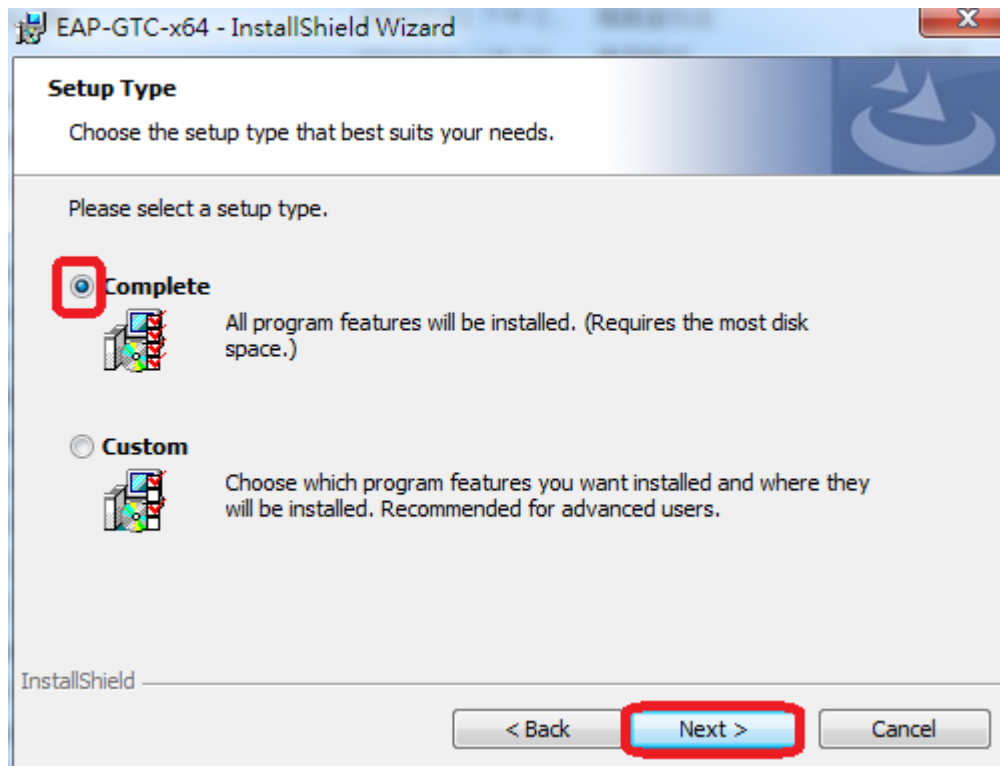 EAP-GTC-x64 - InstallShield Wizard
Setup Type
Choose the setup type that best suits your needs.
Please select a setup type.
Complete
All program features will be installed. (Requires the most disk
space.)
Custom
Choose which program features you want installed and where they
will be installed. Recommended for advanced users.
InstallShield
< Back
Next >
Cancel